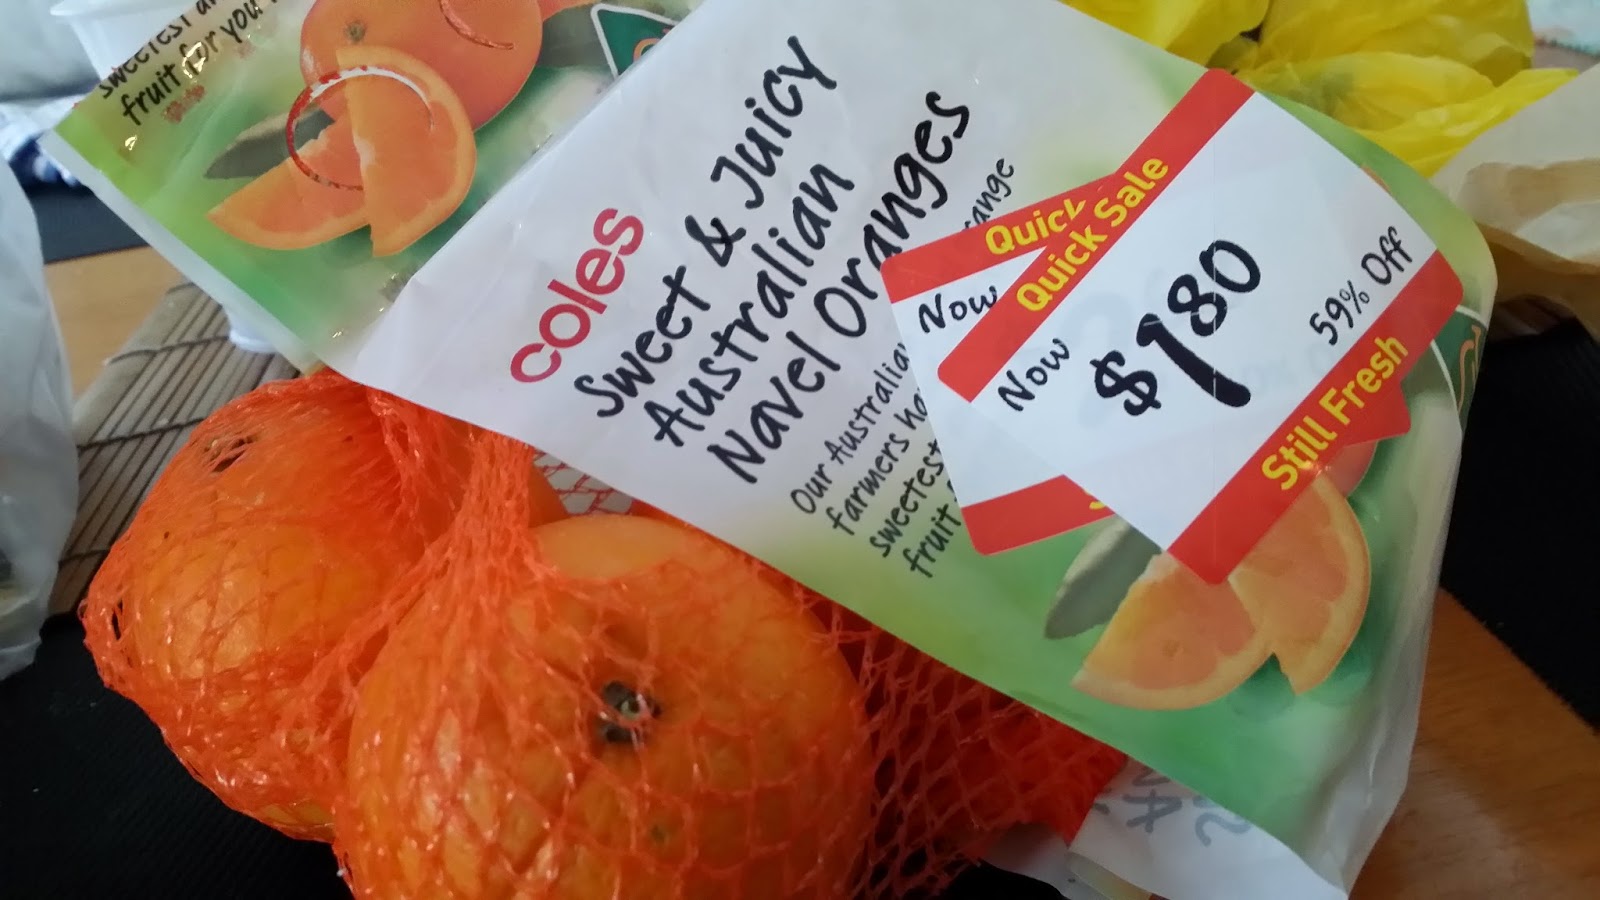 sweetest
fruit for you
coles
Sweet & Juicy
Australian
Navel Oranges
Our Australian
farmers
sweetest
fruit
Quick
Now
Quick Sale
Now
$1.80
59% Off
Still Fresh